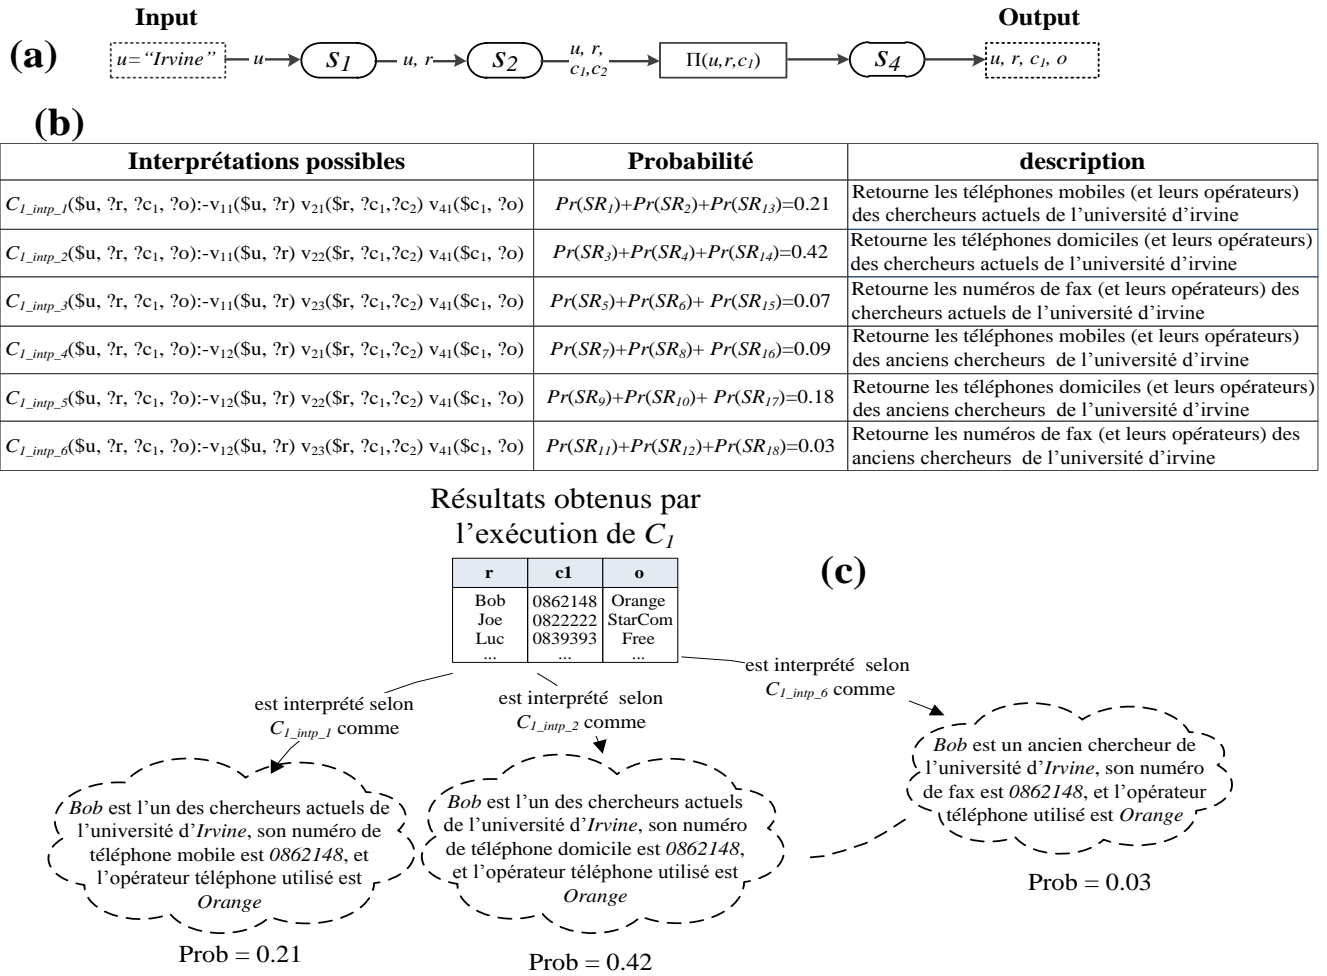 Input
Output
(a)
u="Irvine"
u
S1
u, r
S2
u, r,
c1,c2
Π(u,r,c1)
S4
u, r, c1, o
(b)
Interprétations possibles
Probabilité
description
C1_intp_1($u, ?r, ?c1, ?o):-v11($u, ?r) v21($r, ?c1,?c2) v41($c1, ?o)
Pr(SR1)+Pr(SR2)+Pr(SR13)=0.21
Retourne les téléphones mobiles (et leurs opérateurs)
des chercheurs actuels de l'université d'irvine
C1_intp_2($u, ?r, ?c1, ?o):-v11($u, ?r) v22($r, ?c1,?c2) v41($c1, ?o)
Pr(SR3)+Pr(SR4)+Pr(SR14)=0.42
Retourne les téléphones domiciles (et leurs opérateurs)
des chercheurs actuels de l'université d'irvine
C1_intp_3($u, ?r, ?c1, ?o):-v11($u, ?r) v23($r, ?c1,?c2) v41($c1, ?o)
Pr(SR5)+Pr(SR6)+ Pr(SR15)=0.07
Retourne les numéros de fax (et leurs opérateurs) des
chercheurs actuels de l'université d'irvine
C1_intp_4($u, ?r, ?c1, ?o):-v12($u, ?r) v21($r, ?c1,?c2) v41($c1, ?o)
Pr(SR7)+Pr(SR8)+ Pr(SR16)=0.09
Retourne les téléphones mobiles (et leurs opérateurs)
des anciens chercheurs de l'université d'irvine
C1_intp_5($u, ?r, ?c1, ?o):-v12($u, ?r) v22($r, ?c1,?c2) v41($c1, ?o)
Pr(SR9)+Pr(SR10)+ Pr(SR17)=0.18
Retourne les téléphones domiciles (et leurs opérateurs)
des anciens chercheurs de l'université d'irvine
C1_intp_6($u, ?r, ?c1, ?o):-v12($u, ?r) v23($r, ?c1,?c2) v41($c1, ?o)
Pr(SR11)+Pr(SR12)+Pr(SR18)=0.03
Retourne les numéros de fax (et leurs opérateurs) des
anciens chercheurs de l'université d'irvine
Résultats obtenus par
l'exécution de C1
(c)
r c1 o
Bob 0862148 Orange
Joe 0822222 StarCom
Luc 0839393 Free
... ... ...
est interprété selon
C1_intp_1 comme
est interprété selon
C1_intp_2 comme
est interprété selon
C1_intp_6 comme
Bob est l'un des chercheurs actuels de
l'université d'Irvine, son numéro de
téléphone mobile est 0862148, et
l'opérateur téléphone utilisé est
Orange
Prob = 0.21
Bob est l'un des chercheurs actuels
de l'université d'Irvine, son numéro
de téléphone domicile est 0862148,
et l'opérateur téléphone utilisé est
Orange
Prob = 0.42
Bob est un ancien chercheur de
l'université d'Irvine, son numéro
de fax est 0862148, et l'opérateur
téléphone utilisé est Orange
Prob = 0.03